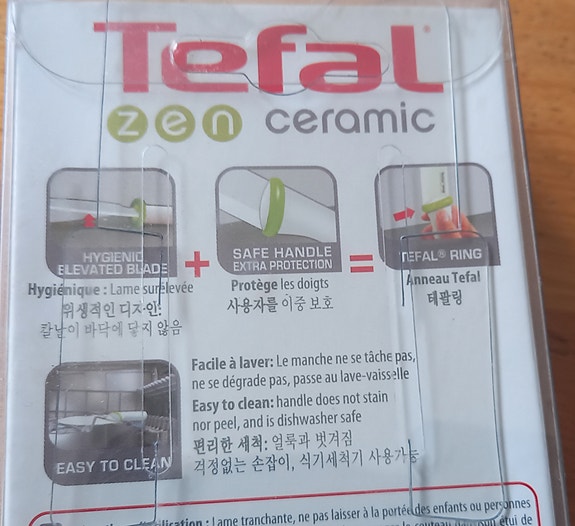 Tefal®
zen ceramic
HYGIENIC
ELEVATED BLADE
+
SAFE HANDLE
EXTRA PROTECTION
=
TEFAL® RING
Hygiénique : Lame surélevée
위생적인 디자인:
칼날이 바닥에 닿지 않음
Protège les doigts
사용자를 이중 보호
Anneau Tefal
테팔링
EASY TO CLEAN
Facile à laver: Le manche ne se tâche pas,
ne se dégrade pas, passe au lave-vaisselle
Easy to clean: handle does not stain
nor peel, and is dishwasher safe
편리한 세척: 얼룩과 벗겨짐
걱정없는 손잡이, 식기세척기 사용가능
: Lame tranchante, ne pas laisser à la portée des enfants ou personnes
couteau dans son étui de